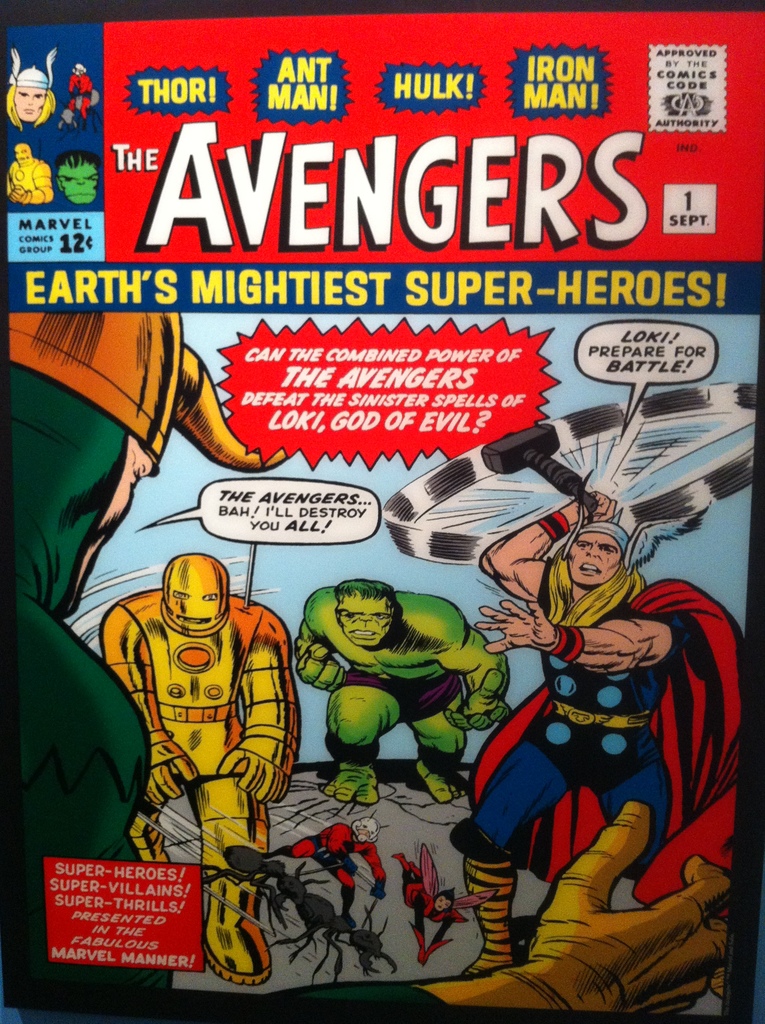 THOR!
ANT
MAN!
HULK!
IRON
MAN!
APPROVED
BY THE
COMICS
CODE
CA
AUTHORITY
THE AVENGERS
IND.
1
SEPT.
MARVEL
COMICS
GROUP 12¢
EARTH'S MIGHTIEST SUPER-HEROES!
CAN THE COMBINED POWER OF
THE AVENGERS
DEFEAT THE SINISTER SPELLS OF
LOKI, GOD OF EVIL?
LOKI!
PREPARE FOR
BATTLE!
THE AVENGERS...
BAH! I'LL DESTROY
YOU ALL!
SUPER-HEROES!
SUPER-VILLAINS!
SUPER-THRILLS!
PRESENTED
IN THE
FABULOUS
MARVEL MANNER!